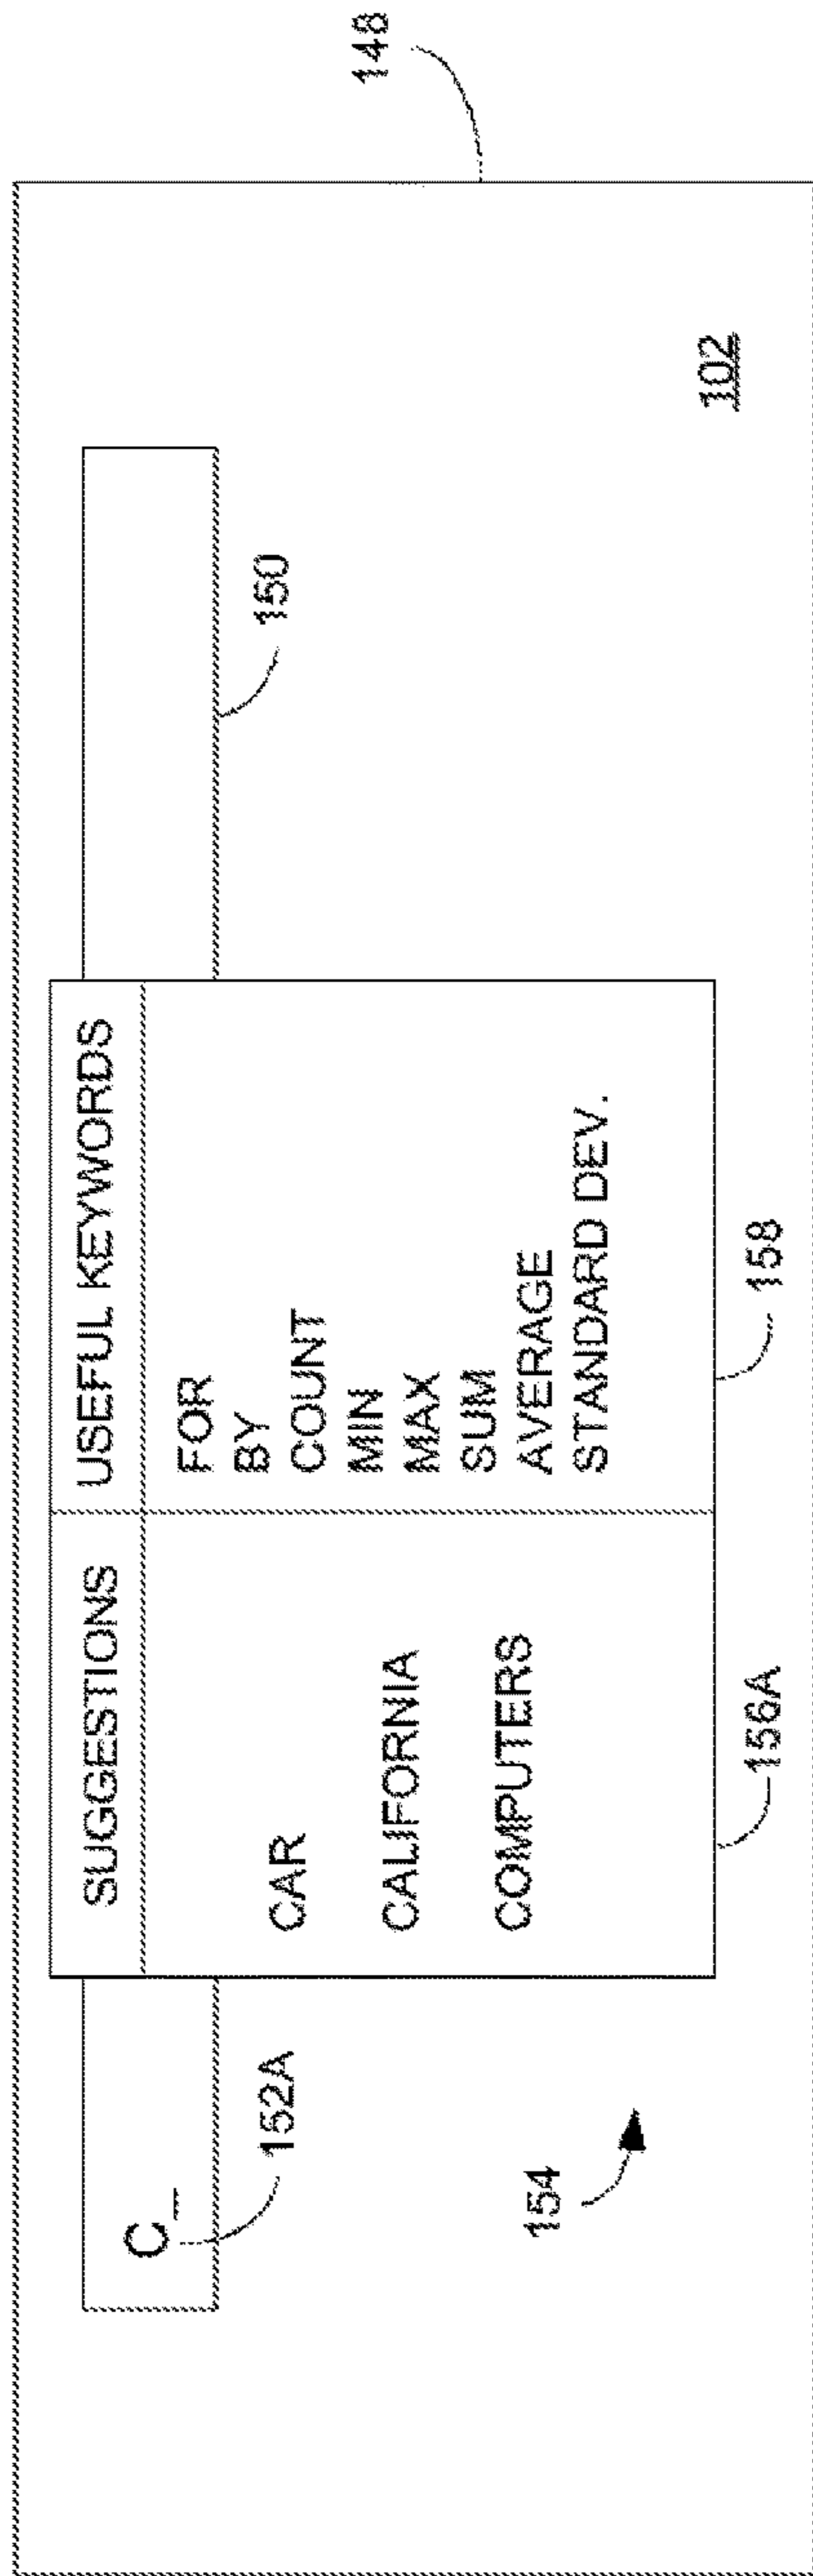 148
SUGGESTIONS
USEFUL KEYWORDS
C_
152A
150
CAR
CALIFORNIA
COMPUTERS
FOR
BY
COUNT
MIN
MAX
SUM
AVERAGE
STANDARD DEV.
154
156A
158
102